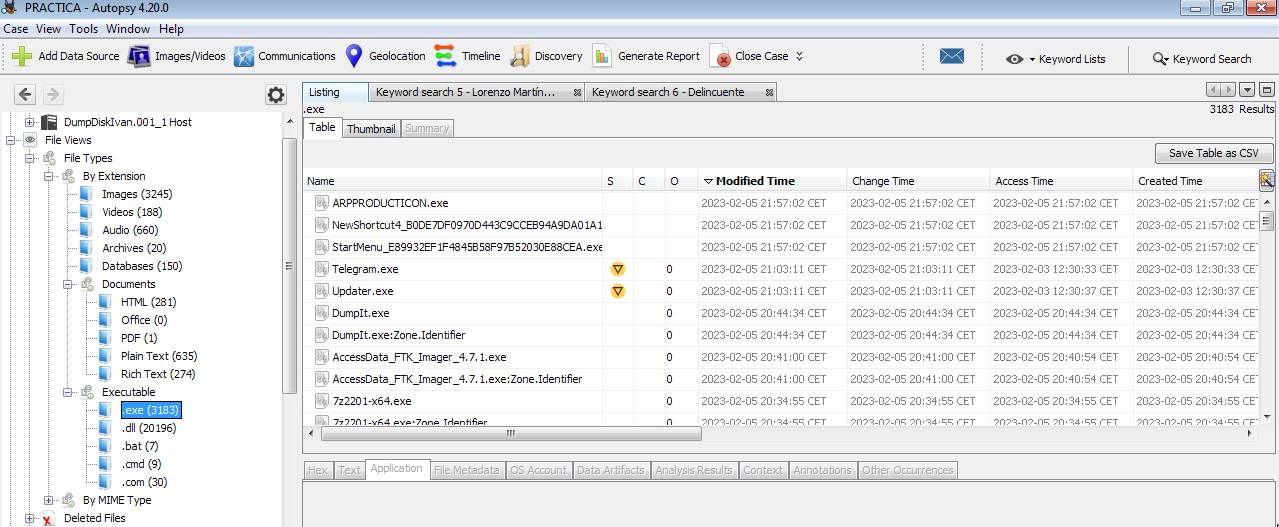 PRACTICA - Autopsy 4.20.0
Case View Tools Window Help
Add Data Source Images/Videos Communications Geolocation Timeline Discovery Generate Report Close Case Keyword Lists Keyword Search
Listing Keyword search 5 - Lorenzo Martín... Keyword search 6 - Delincuente
.exe 3183 Results
Table Thumbnail Summary
Save Table as CSV
DumpDiskIvan.001_1 Host
File Views
File Types
By Extension
Images (3245)
Videos (188)
Audio (660)
Archives (20)
Databases (150)
Documents
HTML (281)
Office (0)
PDF (1)
Plain Text (635)
Rich Text (274)
Executable
.exe (3183)
.dll (20196)
.bat (7)
.cmd (9)
.com (30)
By MIME Type
Deleted Files
Name S C O Modified Time Change Time Access Time Created Time
ARPPRODUCTICON.exe 2023-02-05 21:57:02 CET 2023-02-05 21:57:02 CET 2023-02-05 21:57:02 CET 2023-02-05 21:57:02 CET
NewShortcut4_B0DE7DF0970D443C9CCEB94A9DA01A1 2023-02-05 21:57:02 CET 2023-02-05 21:57:02 CET 2023-02-05 21:57:02 CET 2023-02-05 21:57:02 CET
StartMenu_E89932EF1F4845B58F97B52030E88CEA.exe 2023-02-05 21:57:02 CET 2023-02-05 21:57:02 CET 2023-02-05 21:57:02 CET 2023-02-05 21:57:02 CET
Telegram.exe 0 2023-02-05 21:03:11 CET 2023-02-05 21:03:11 CET 2023-02-03 12:30:33 CET 2023-02-03 12:30:33 CET
Updater.exe 0 2023-02-05 21:03:11 CET 2023-02-05 21:03:11 CET 2023-02-03 12:30:37 CET 2023-02-03 12:30:37 CET
DumpIt.exe 0 2023-02-05 20:44:34 CET 2023-02-05 20:44:34 CET 2023-02-05 20:44:34 CET 2023-02-05 20:44:34 CET
DumpIt.exe:Zone.Identifier 0 2023-02-05 20:44:34 CET 2023-02-05 20:44:34 CET 2023-02-05 20:44:34 CET 2023-02-05 20:44:34 CET
AccessData_FTK_Imager_4.7.1.exe 0 2023-02-05 20:41:00 CET 2023-02-05 20:41:00 CET 2023-02-05 20:40:54 CET 2023-02-05 20:40:54 CET
AccessData_FTK_Imager_4.7.1.exe:Zone.Identifier 0 2023-02-05 20:41:00 CET 2023-02-05 20:41:00 CET 2023-02-05 20:40:54 CET 2023-02-05 20:40:54 CET
7z2201-x64.exe 0 2023-02-05 20:34:55 CET 2023-02-05 20:34:55 CET 2023-02-05 20:34:55 CET 2023-02-05 20:34:55 CET
7z2201-x64.exe:Zone.Identifier 0 2023-02-05 20:34:55 CET 2023-02-05 20:34:55 CET 2023-02-05 20:34:55 CET 2023-02-05 20:34:55 CET
Hex Text Application File Metadata OS Account Data Artifacts Analysis Results Context Annotations Other Occurrences